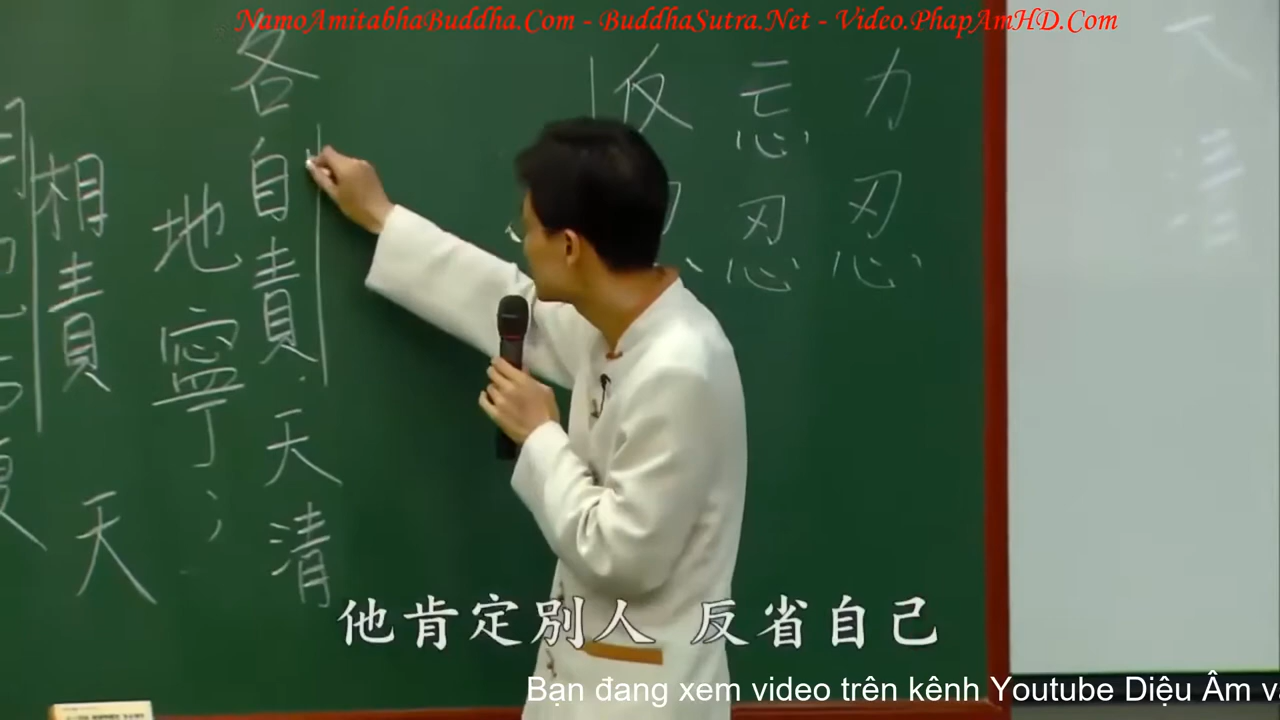 NamoAmitabhaBuddha.Com - BuddhaSutra.Net - Video.PhapAmHD.Com
力忍
忘忍
反
各自責．天清
地寧；
相責 天
他肯定別人 反省自己
Bạn đang xem video trên kênh Youtube Diệu Âm v